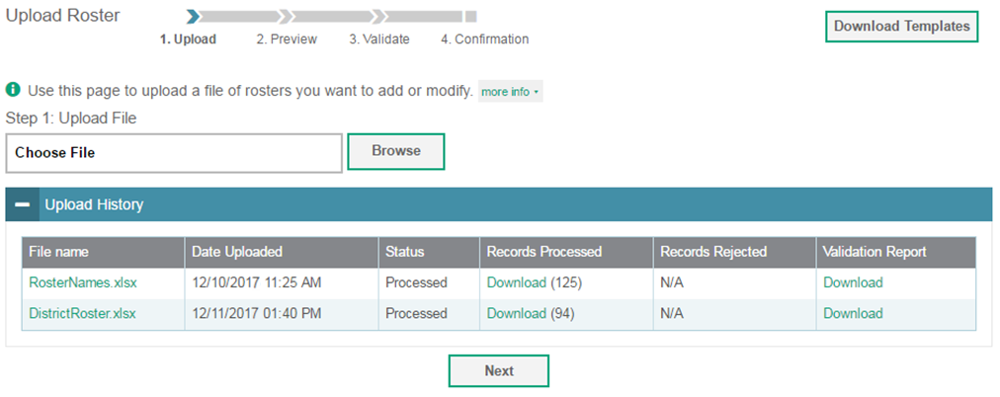 Upload Roster
1. Upload 2. Preview 3. Validate 4. Confirmation
Download Templates
Use this page to upload a file of rosters you want to add or modify. more info
Step 1: Upload File
Choose File Browse
Upload History
File name Date Uploaded Status Records Processed Records Rejected Validation Report
RosterNames.xlsx 12/10/2017 11:25 AM Processed Download (125) N/A Download
DistrictRoster.xlsx 12/11/2017 01:40 PM Processed Download (94) N/A Download
Next